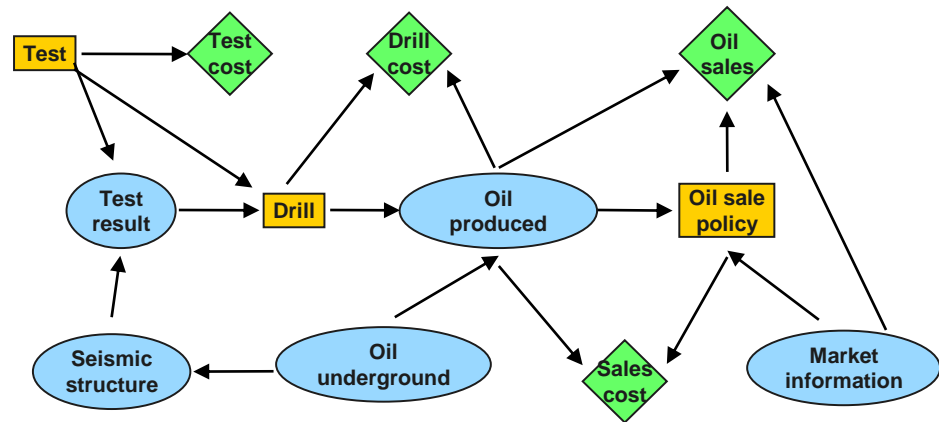 Test
Test
cost
Drill
cost
Oil
sales
Test
result
Drill
Oil
produced
Oil sale
policy
Seismic
structure
Oil
underground
Sales
cost
Market
information